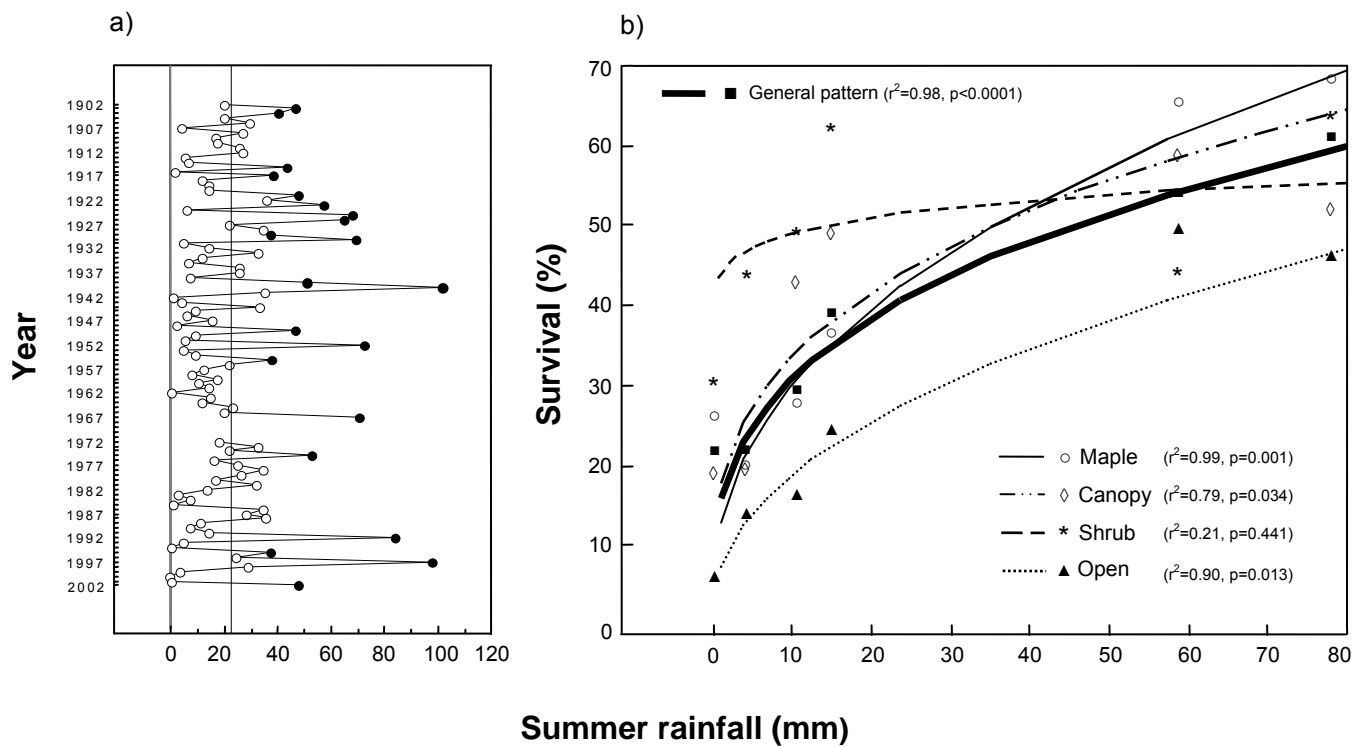 a)
Year
1902
1907
1912
1917
1922
1927
1932
1937
1942
1947
1952
1957
1962
1967
1972
1977
1982
1987
1992
1997
2002
0 20 40 60 80 100 120
b)
Survival (%)
70
60
50
40
30
20
10
0
General pattern (r²=0.98, p<0.0001)
Maple (r²=0.99, p=0.001)
Canopy (r²=0.79, p=0.034)
* Shrub (r²=0.21, p=0.441)
Open (r²=0.90, p=0.013)
0 10 20 30 40 50 60 70 80
Summer rainfall (mm)